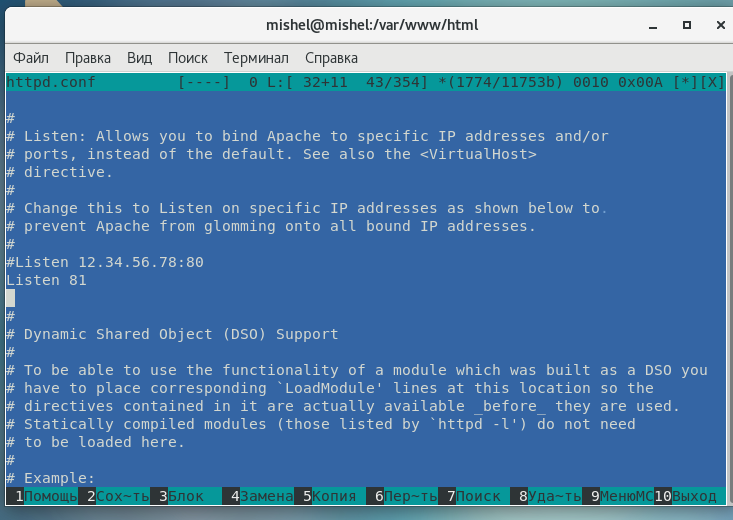 mishel@mishel:/var/www/html
Файл Правка Вид Поиск Терминал Справка
httpd.conf [----] 0 L:[ 32+11 43/354] *(1774/11753b) 0010 0x00A [*][X]
#
# Listen: Allows you to bind Apache to specific IP addresses and/or
# ports, instead of the default. See also the <VirtualHost>
# directive.
#
# Change this to Listen on specific IP addresses as shown below to.
# prevent Apache from glomming onto all bound IP addresses.
#
#Listen 12.34.56.78:80
Listen 81
#
# Dynamic Shared Object (DSO) Support
#
# To be able to use the functionality of a module which was built as a DSO you
# have to place corresponding `LoadModule' lines at this location so the
# directives contained in it are actually available _before_ they are used.
# Statically compiled modules (those listed by `httpd -l') do not need
# to be loaded here.
#
# Example:
1Помощь 2Сох~ть 3Блок 4Замена 5Копия 6Пер~ть 7Поиск 8Уда~ть 9МенюМС 10Выход